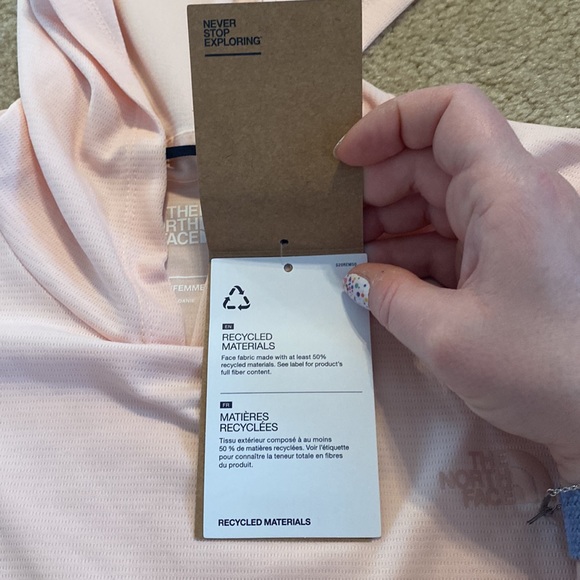 NEVER
STOP
EXPLORING
THE
RTH
FACE
FEMME
EN
RECYCLED
MATERIALS
Face fabric made with at least 50%
recycled materials. See label for product's
full fiber content.
FR
MATIÈRES
RECYCLÉES
Tissu extérieur composé à au moins
50 % de matières recyclées. Voir l'étiquette
pour connaître la teneur totale en fibres
du produit.
RECYCLED MATERIALS
THE
NORTH
FACE